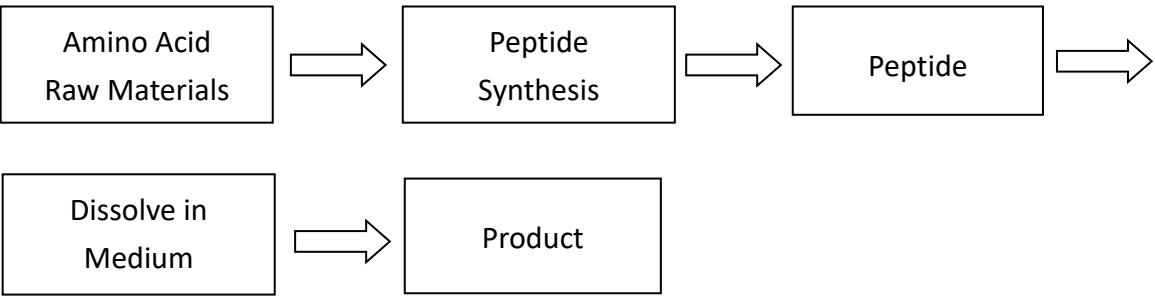 Amino Acid
Raw Materials
Peptide
Synthesis
Peptide
Dissolve in
Medium
Product